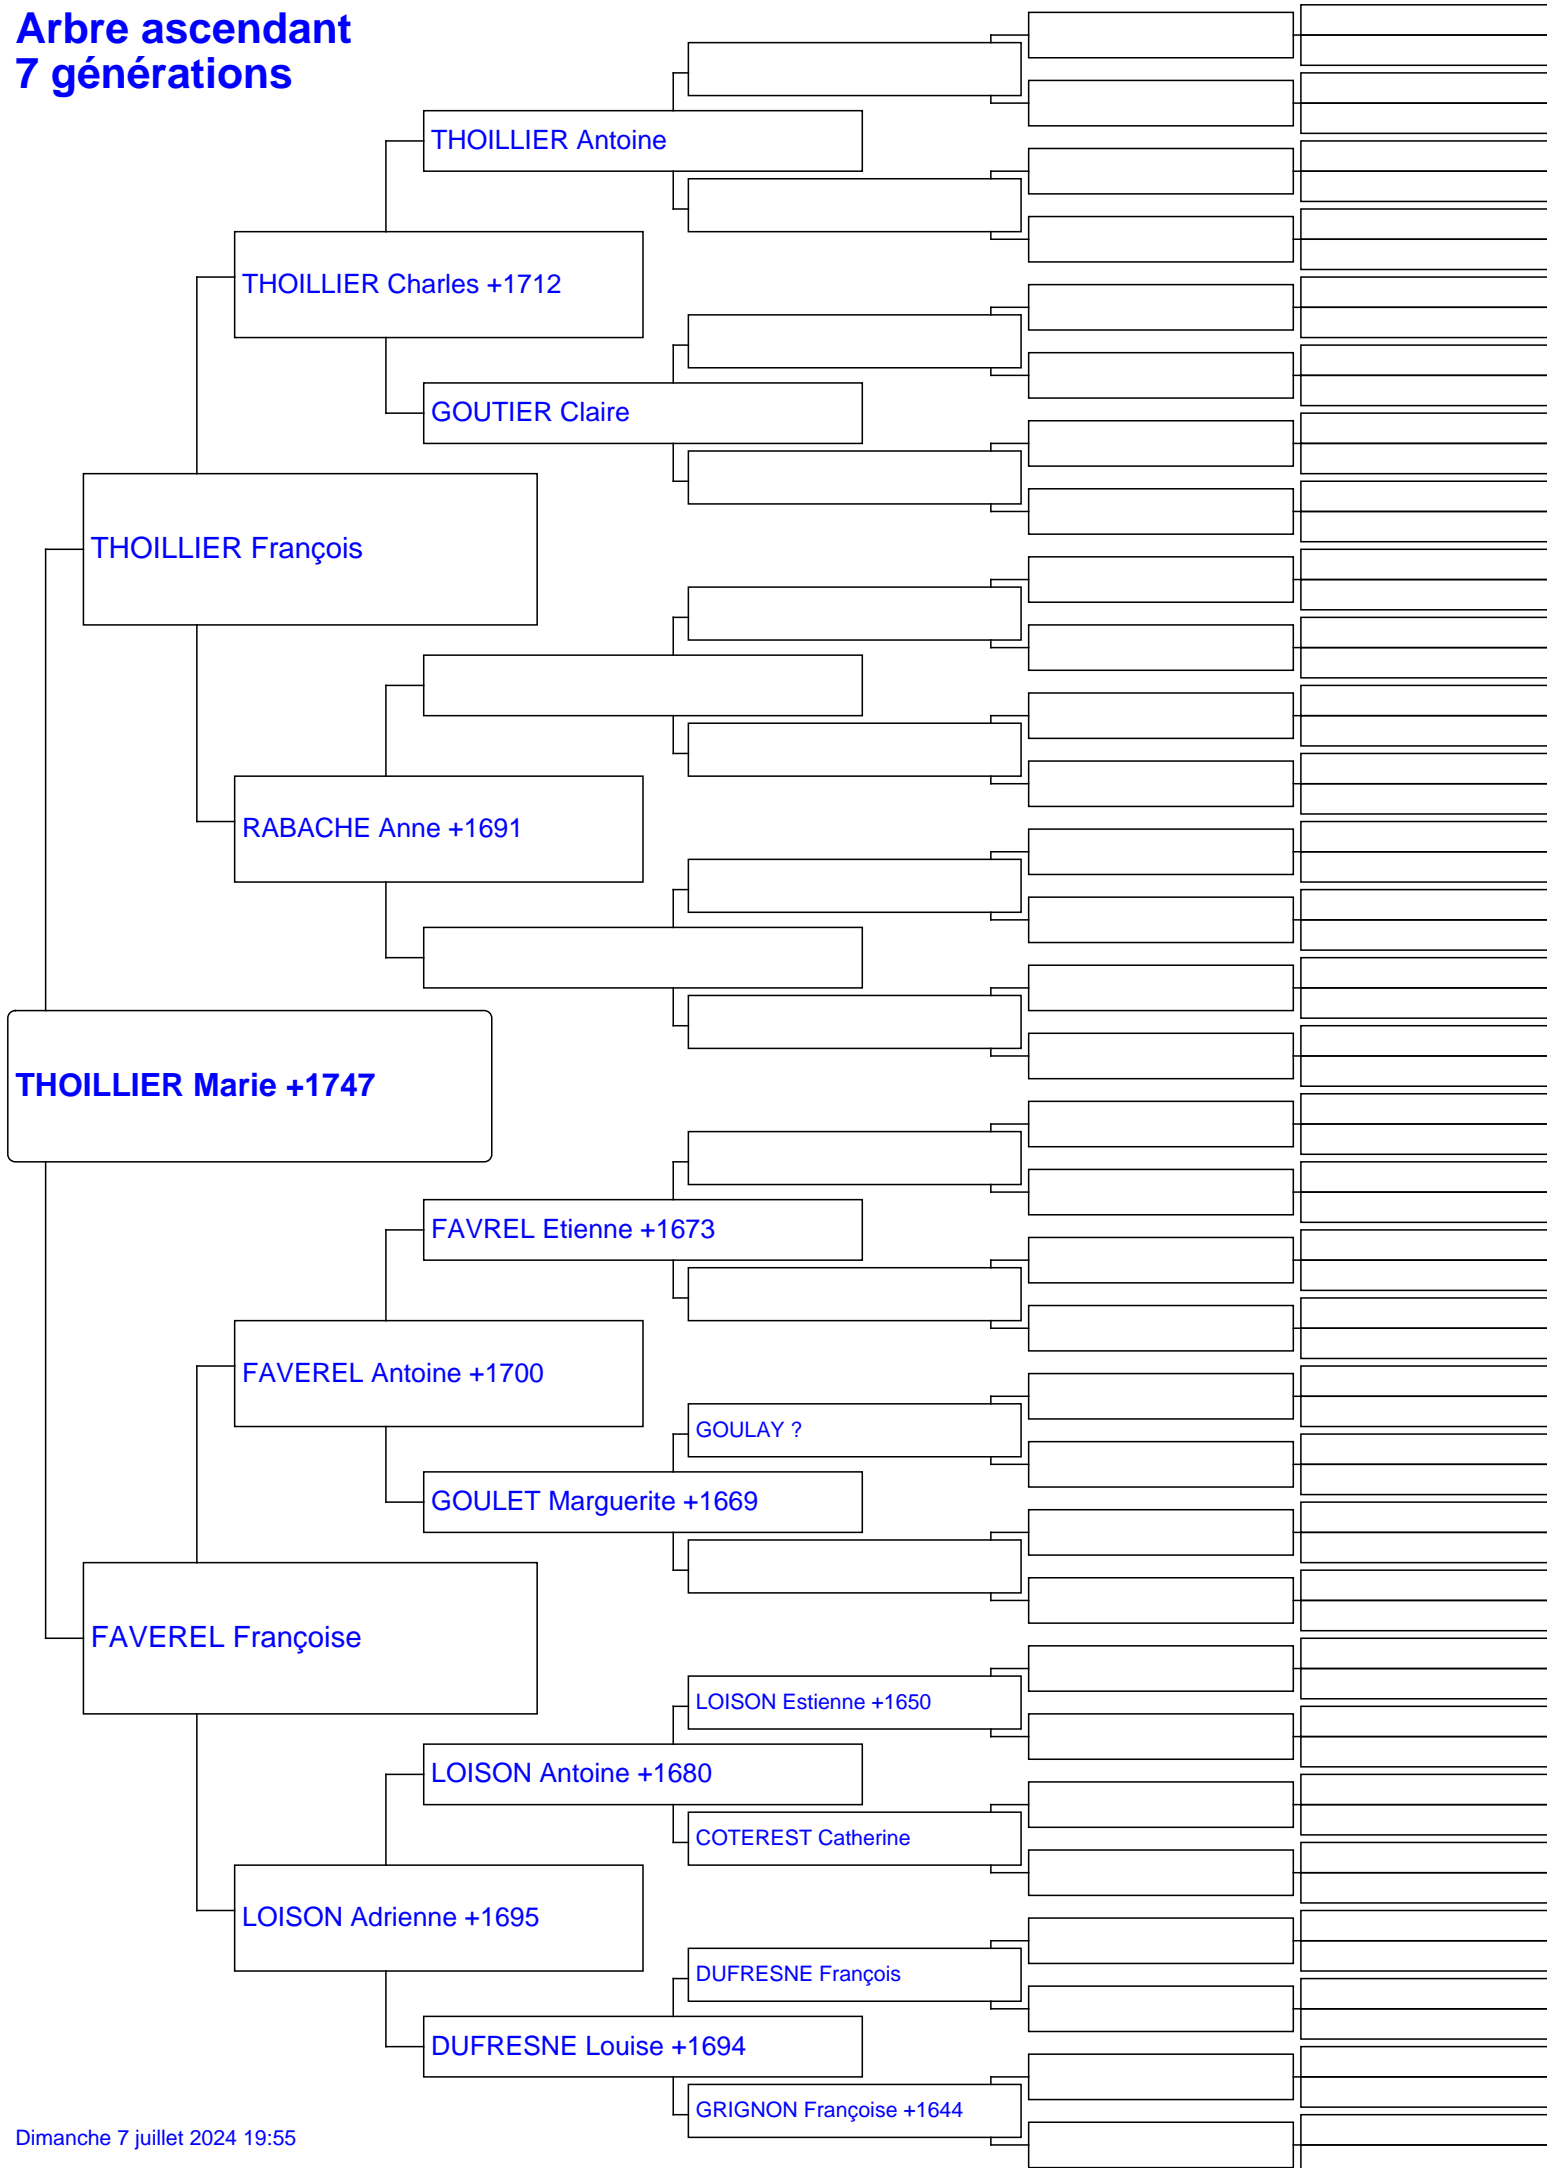 Arbre ascendant
7 générations
THOILLIER Antoine
THOILLIER Charles +1712
GOUTIER Claire
THOILLIER François
RABACHE Anne +1691
THOILLIER Marie +1747
FAVREL Etienne +1673
FAVEREL Antoine +1700
GOULAY ?
GOULET Marguerite +1669
FAVEREL Françoise
LOISON Estienne +1650
LOISON Antoine +1680
COTEREST Catherine
LOISON Adrienne +1695
DUFRESNE François
DUFRESNE Louise +1694
GRIGNON Françoise +1644
Dimanche 7 juillet 2024 19:55